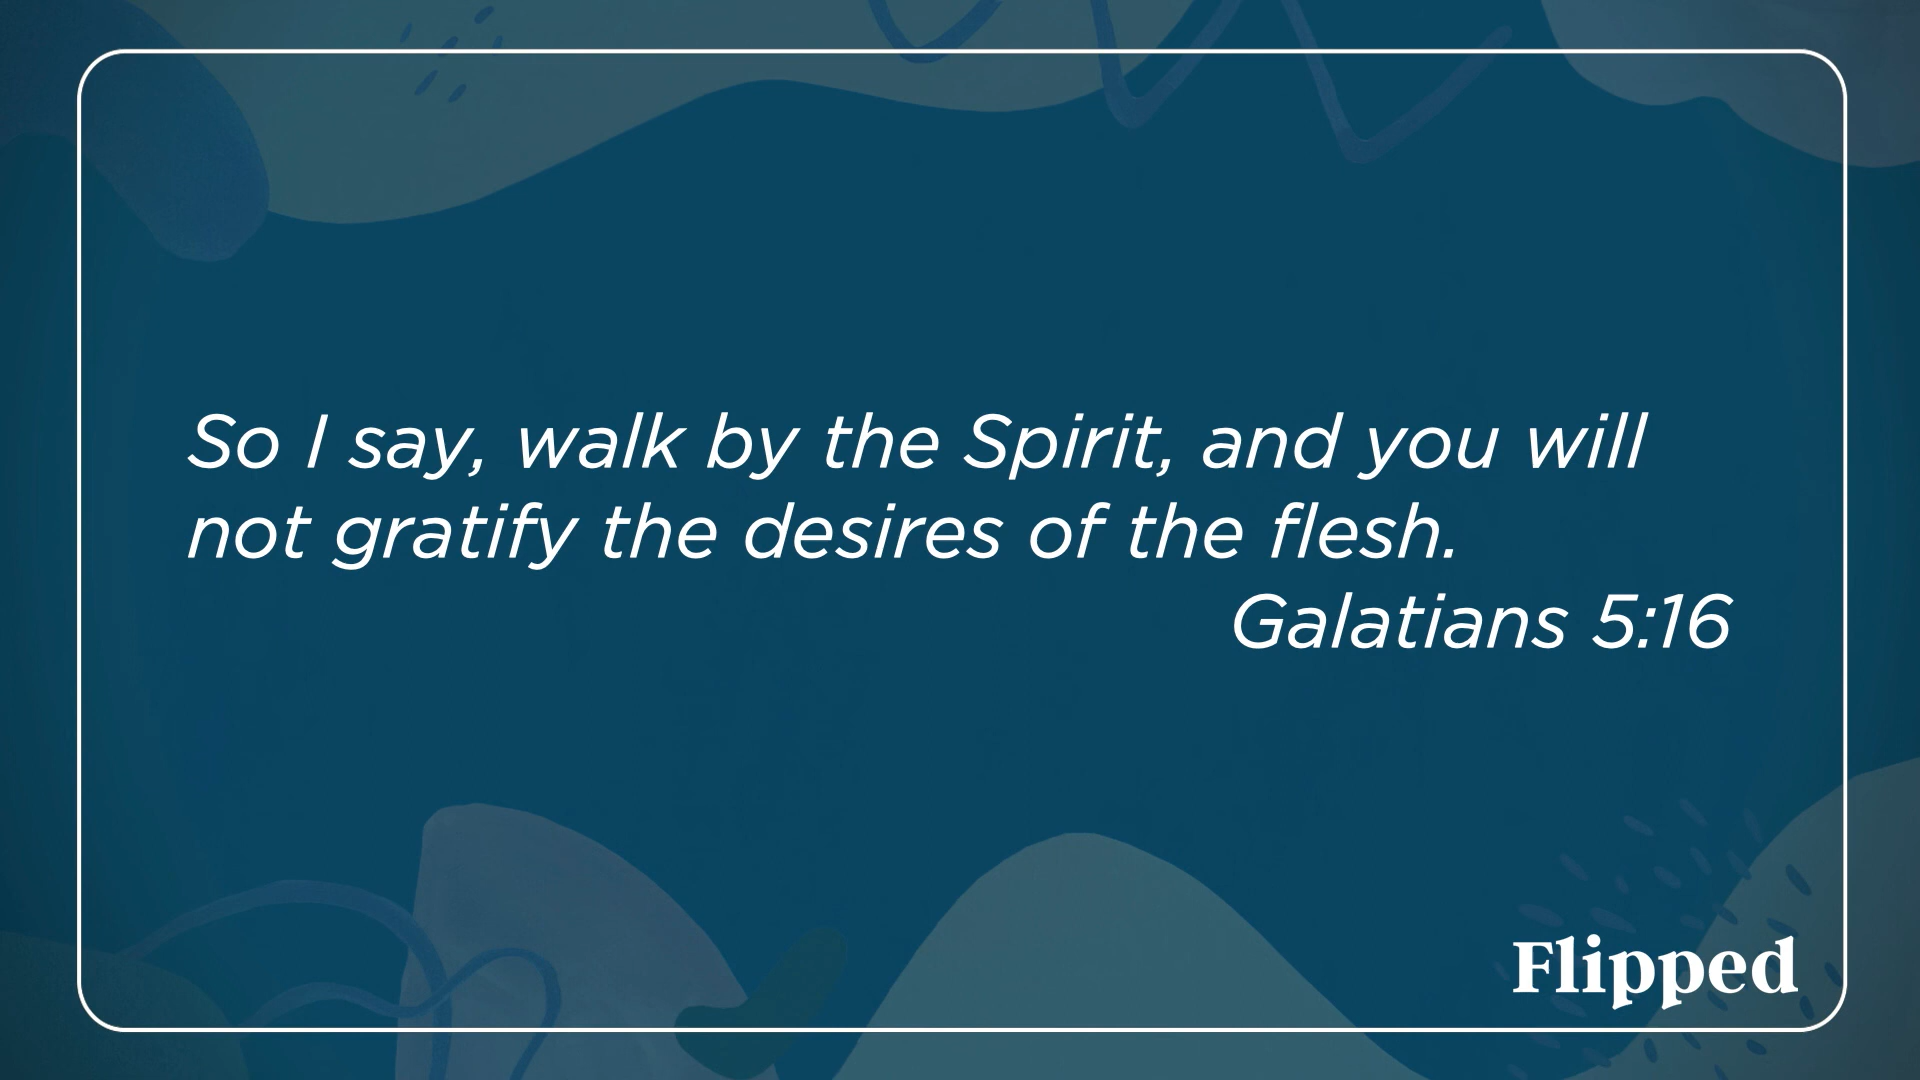 So I say, walk by the Spirit, and you will
not gratify the desires of the flesh.
Galatians 5:16
Flipped